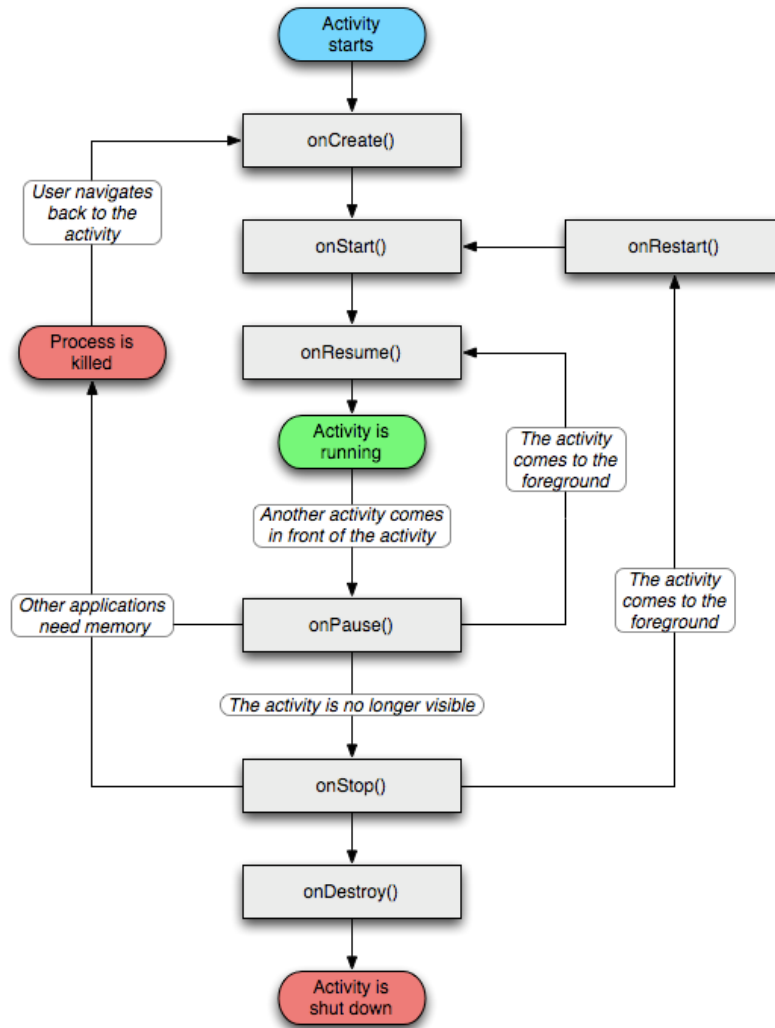 Activity
starts
onCreate()
User navigates
back to the
activity
onStart()
onRestart()
Process is
killed
onResume()
Activity is
running
The activity
comes to the
foreground
Another activity comes
in front of the activity
The activity
comes to the
foreground
Other applications
need memory
onPause()
The activity is no longer visible
onStop()
onDestroy()
Activity is
shut down